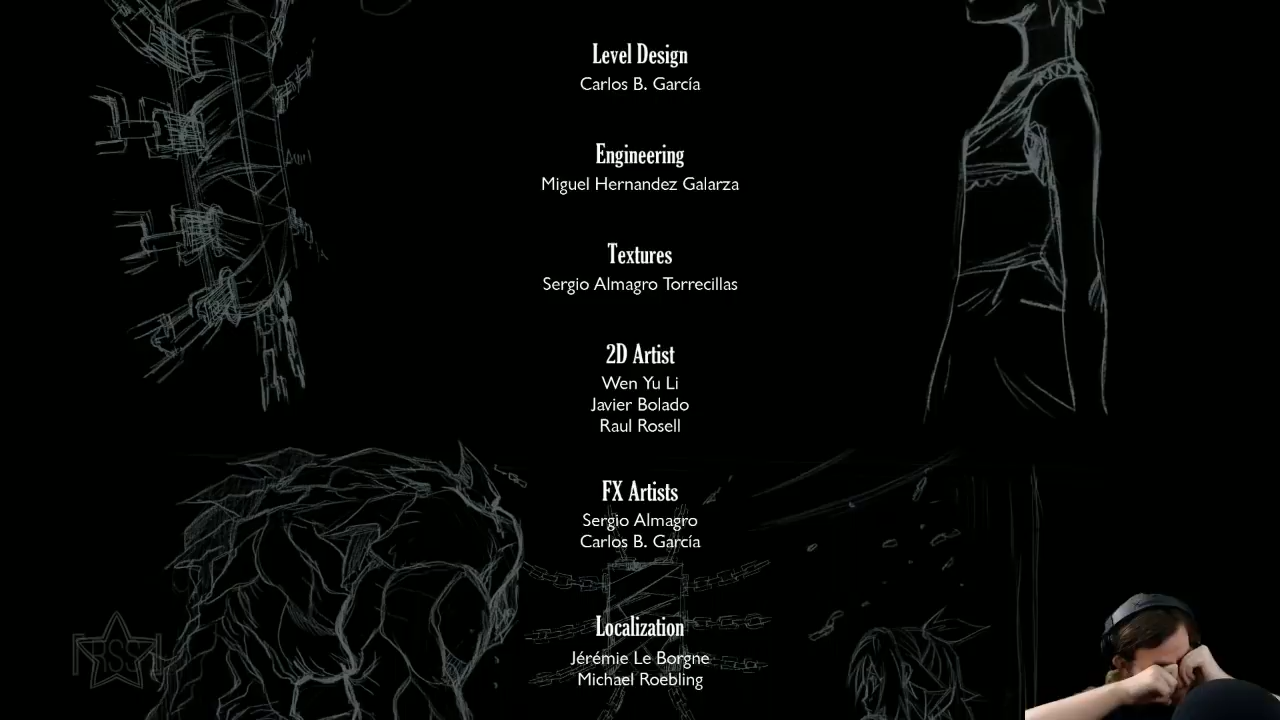 Level Design
Carlos B. García
Engineering
Miguel Hernandez Galarza
Textures
Sergio Almagro Torrecillas
2D Artist
Wen Yu Li
Javier Bolado
Raul Rosell
FX Artists
Sergio Almagro
Carlos B. García
Localization
Jérémie Le Borgne
Michael Roebling
RSS